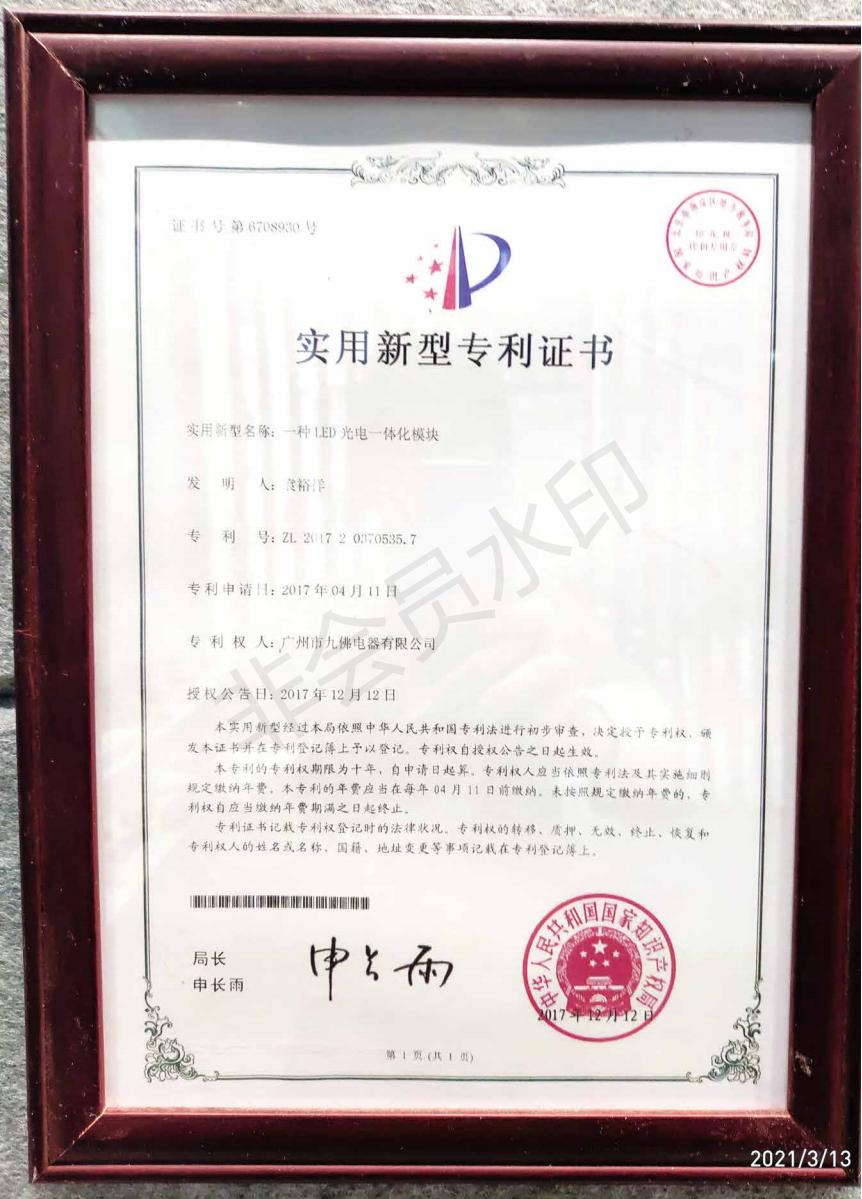 证书号第6708930号
实用新型专利证书
实用新型名称：一种LED光电一体化模块
发 明 人：裕
专 利 号：ZL 2017 2 0370535.7
专利申请日：2017年04月11日
专 利 权 人：广州市九佛电器有限公司
授权公告日：2017年12月12日
本实用新型经过本局依照中华人民共和国专利法进行初步审查，决定授予专利权，颁
发本证书并在专利登记簿上予以登记。专利权自授权公告之日起生效。
本专利的专利权期限为十年，自申请日起算。专利权人应当依照专利法及其实施细则
规定缴纳年费。本专利的年费应当在每年04月11日前缴纳。未按照规定缴纳年费的，专
利权自应当缴纳年费期满之日起终止。
专利证书记载专利权登记时的法律状况。专利权的转移、质押、无效、终止、恢复和
专利权人的姓名或名称、国籍、地址变更等事项记载在专利登记簿上。
局长
申长雨
申长雨
中华人民共和国国家知识产权局
2017年12月12日
第1页(共1页)
非会员水印
2021/3/13